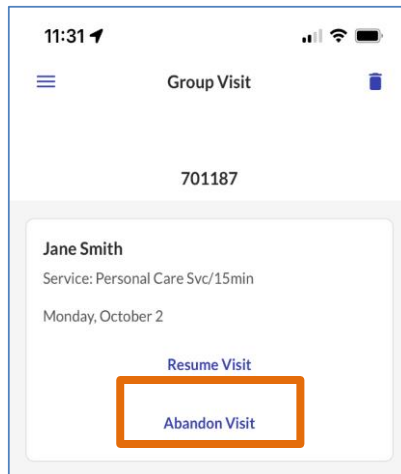 11:31
Group Visit
701187
Jane Smith
Service: Personal Care Svc/15min
Monday, October 2
Resume Visit
Abandon Visit